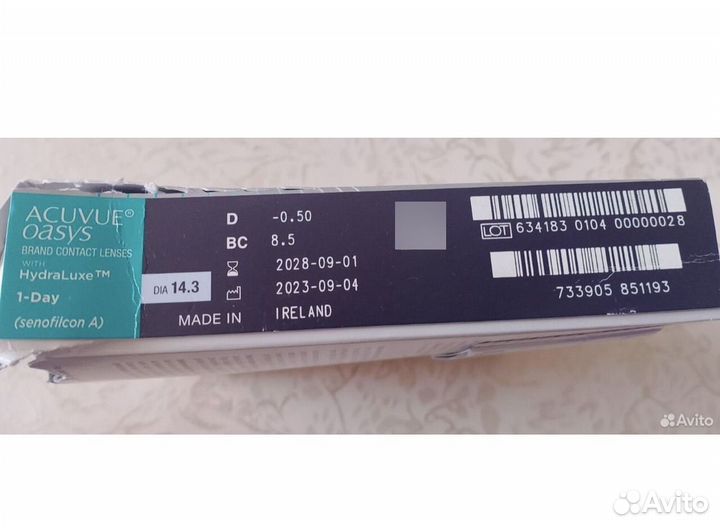 ACUVUE®
oasys
BRAND CONTACT LENSES
WITH
HydraLuxe™
1-Day
(senofilcon A)
DIA 14.3
D -0.50
BC 8.5
2028-09-01
2023-09-04
MADE IN IRELAND
LOT 634183 0104 00000028
733905 851193
Avito
Avito